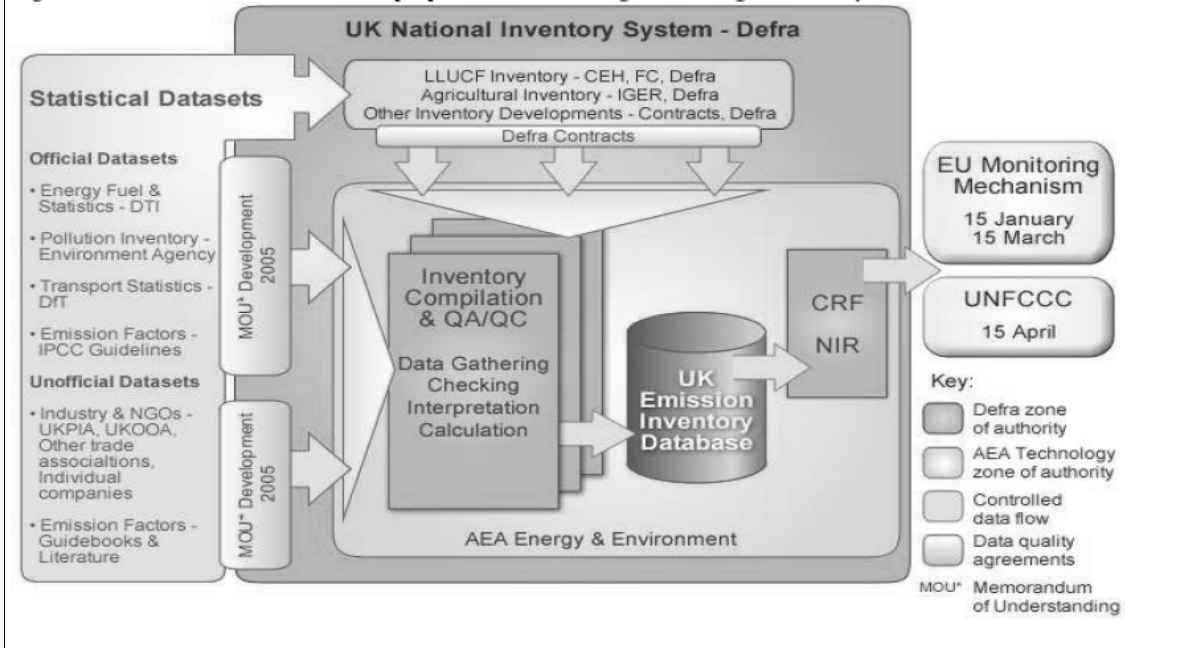 UK National Inventory System - Defra
LLUCF Inventory - CEH, FC, Defra
Agricultural Inventory - IGER, Defra
Other Inventory Developments - Contracts, Defra
Defra Contracts
Statistical Datasets
Official Datasets
• Energy Fuel &
Statistics - DTI
• Pollution Inventory -
Environment Agency
• Transport Statistics -
DfT
• Emission Factors -
IPCC Guidelines
Unofficial Datasets
• Industry & NGOs -
UKPIA, UKOOA,
Other trade
associaltions,
Individual
companies
• Emission Factors -
Guidebooks &
Literature
MOU* Development
2005
MOU* Development
2005
Inventory
Compilation
& QA/QC
Data Gathering
Checking
Interpretation
Calculation
UK
Emission
Inventory
Database
CRF
NIR
AEA Energy & Environment
EU Monitoring
Mechanism
15 January
15 March
UNFCCC
15 April
Key:
Defra zone
of authority
AEA Technology
zone of authority
Controlled
data flow
Data quality
agreements
MOU* Memorandum
of Understanding